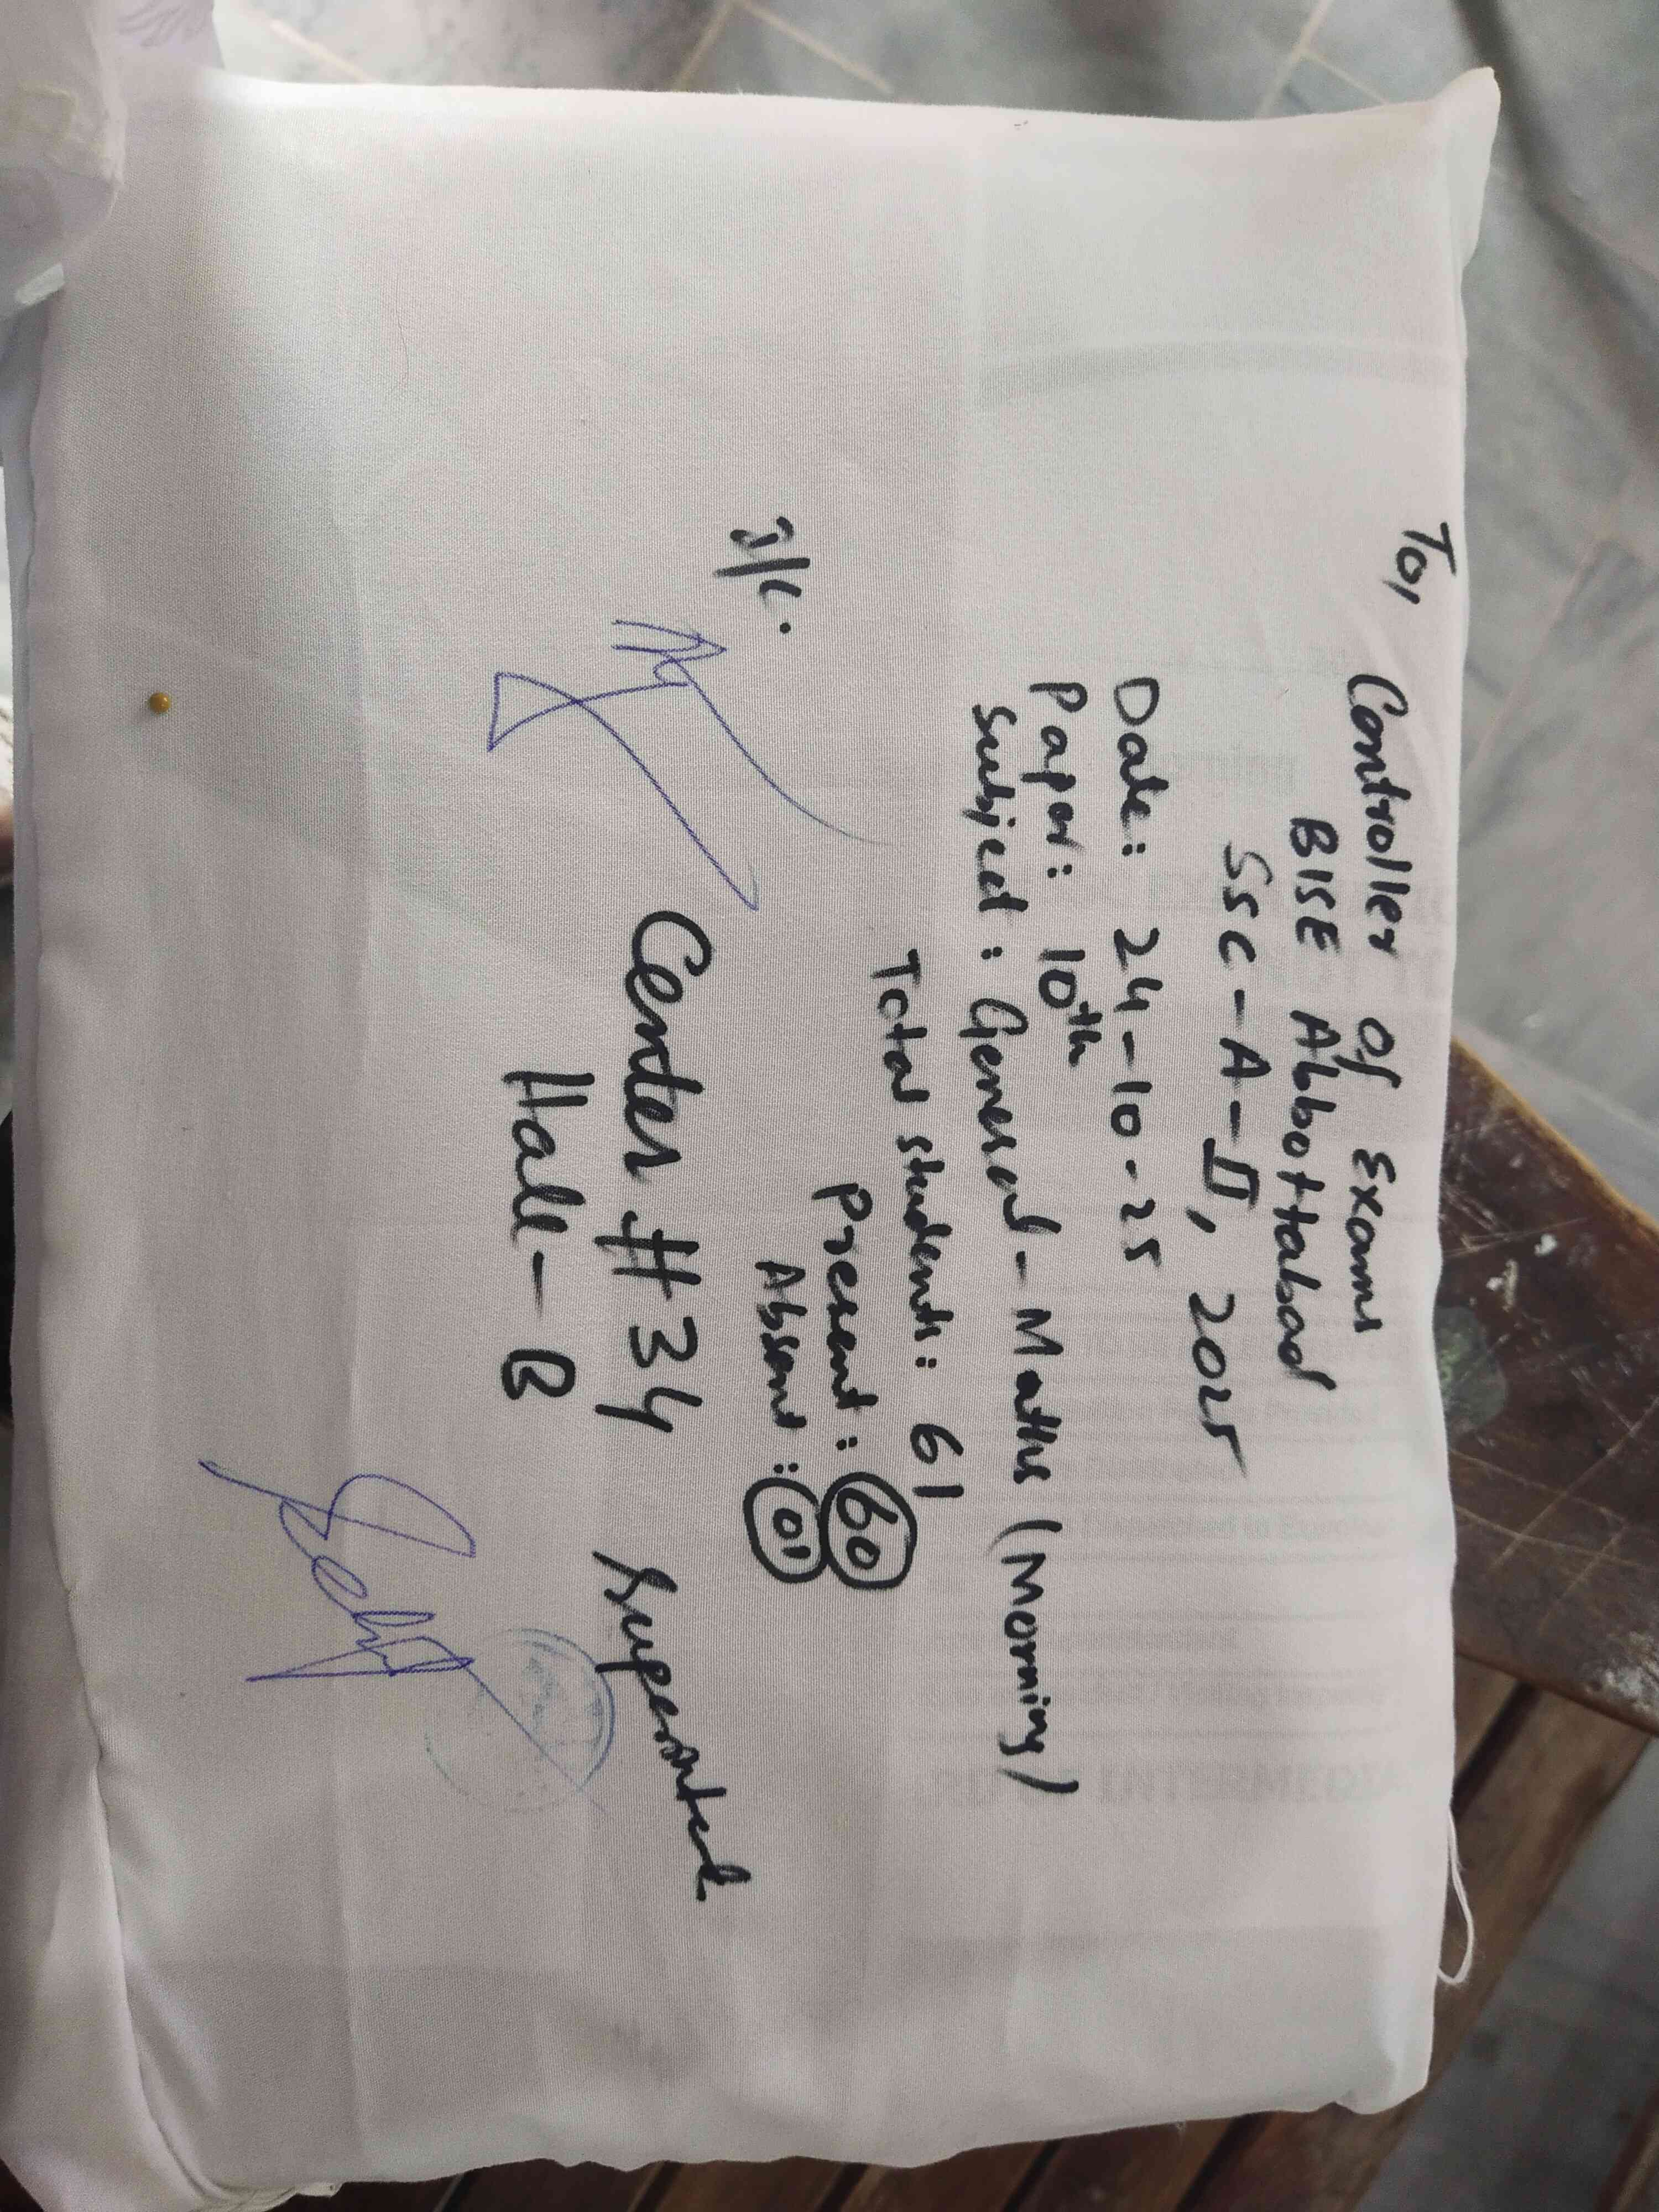 To,
Controller Of Exams
BISE Abbottabad
SSC-A-II, 2025
Date: 24-10-25
Paper: 10th
Subject: General-Maths (Morning)
Total students: 61
Present: 60
Absent: 01
I/C.
Center #34
Hall-B